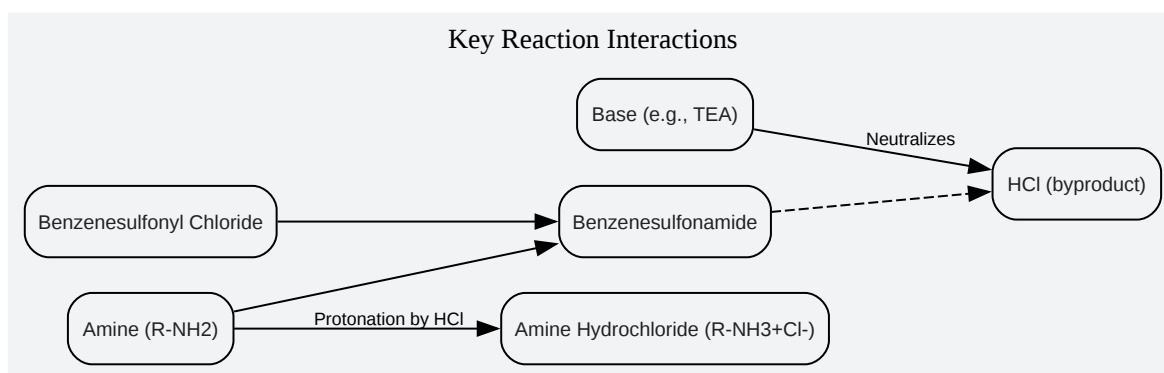 Key Reaction Interactions
Base (e.g., TEA)
Neutralizes
HCl (byproduct)
Benzenesulfonyl Chloride
Benzenesulfonamide
Amine (R-NH2)
Protonation by HCl
Amine Hydrochloride (R-NH3+Cl-)